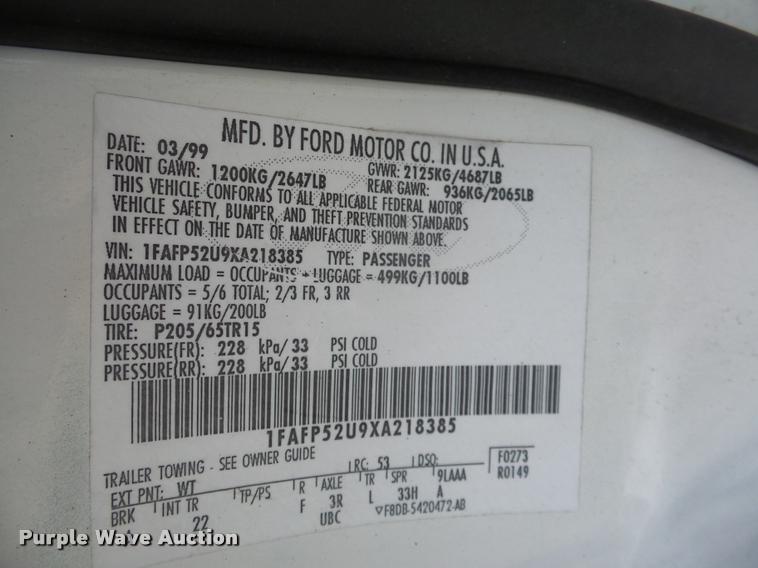 MFD. BY FORD MOTOR CO. IN U.S.A.
DATE: 03/99 GVWR: 2125KG/4687LB
FRONT GAWR: 1200KG/2647LB REAR GAWR: 936KG/2065LB
THIS VEHICLE CONFORMS TO ALL APPLICABLE FEDERAL MOTOR
VEHICLE SAFETY, BUMPER, AND THEFT PREVENTION STANDARDS
IN EFFECT ON THE DATE OF MANUFACTURE SHOWN ABOVE.
VIN: 1FAFP52U9XA218385 TYPE: PASSENGER
MAXIMUM LOAD = OCCUPANTS + LUGGAGE = 499KG/1100LB
OCCUPANTS = 5/6 TOTAL; 2/3 FR, 3 RR
LUGGAGE = 91KG/200LB
TIRE: P205/65TR15
PRESSURE(FR): 228 kPa/33 PSI COLD
PRESSURE(RR): 228 kPa/33 PSI COLD
1FAFP52U9XA218385
TRAILER TOWING - SEE OWNER GUIDE
EXT PNT: WT RC: 53 DSO: F0273
BRK INT TR TP/PS R AXLE TR SPR 9LAAA R0149
22 F 3R L 33H A
UBC ▽F8DB-5420472-AB
Purple Wave Auction